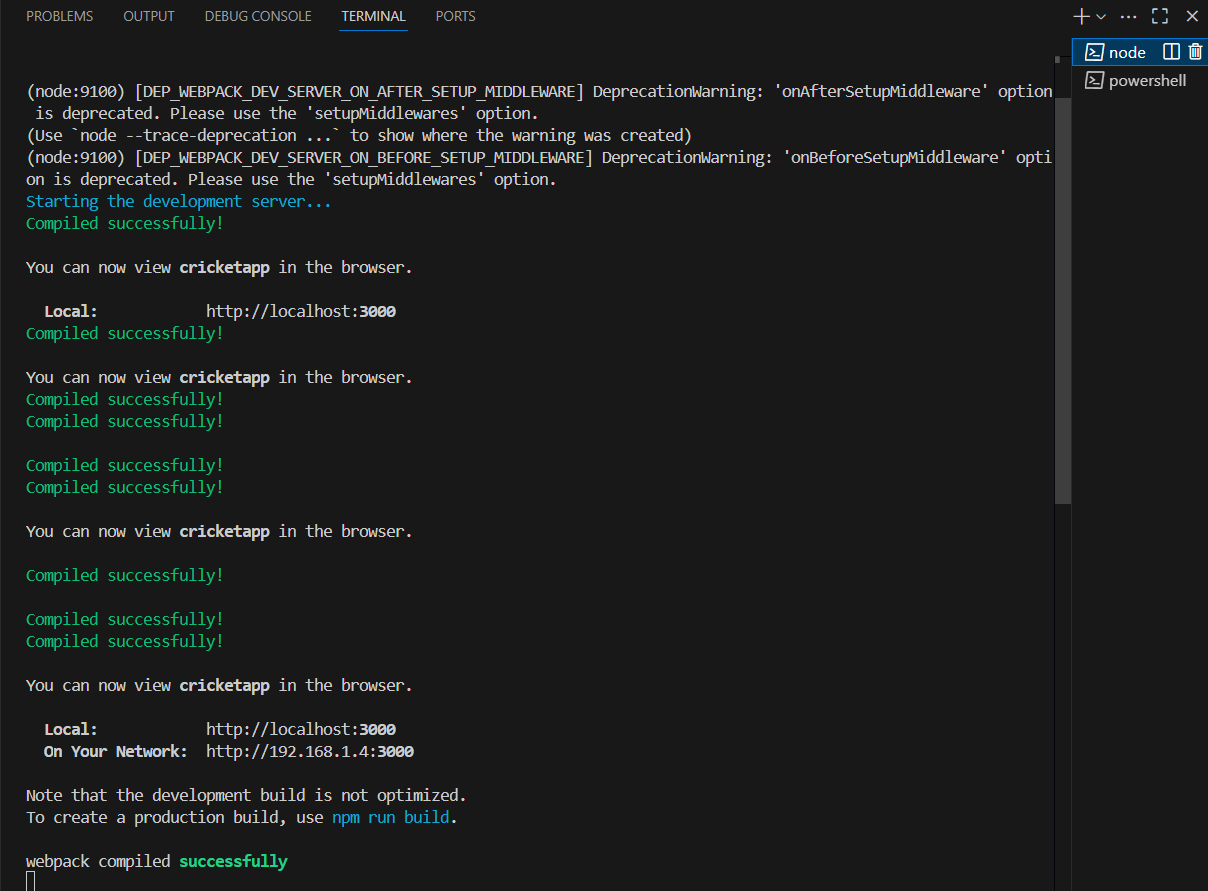 PROBLEMS OUTPUT DEBUG CONSOLE TERMINAL PORTS
node
powershell
(node:9100) [DEP_WEBPACK_DEV_SERVER_ON_AFTER_SETUP_MIDDLEWARE] DeprecationWarning: 'onAfterSetupMiddleware' option
is deprecated. Please use the 'setupMiddlewares' option.
(Use `node --trace-deprecation ...` to show where the warning was created)
(node:9100) [DEP_WEBPACK_DEV_SERVER_ON_BEFORE_SETUP_MIDDLEWARE] DeprecationWarning: 'onBeforeSetupMiddleware' opti
on is deprecated. Please use the 'setupMiddlewares' option.
Starting the development server...
Compiled successfully!
You can now view cricketapp in the browser.
Local: http://localhost:3000
Compiled successfully!
You can now view cricketapp in the browser.
Compiled successfully!
Compiled successfully!
Compiled successfully!
Compiled successfully!
You can now view cricketapp in the browser.
Compiled successfully!
Compiled successfully!
Compiled successfully!
You can now view cricketapp in the browser.
Local: http://localhost:3000
On Your Network: http://192.168.1.4:3000
Note that the development build is not optimized.
To create a production build, use npm run build.
webpack compiled successfully